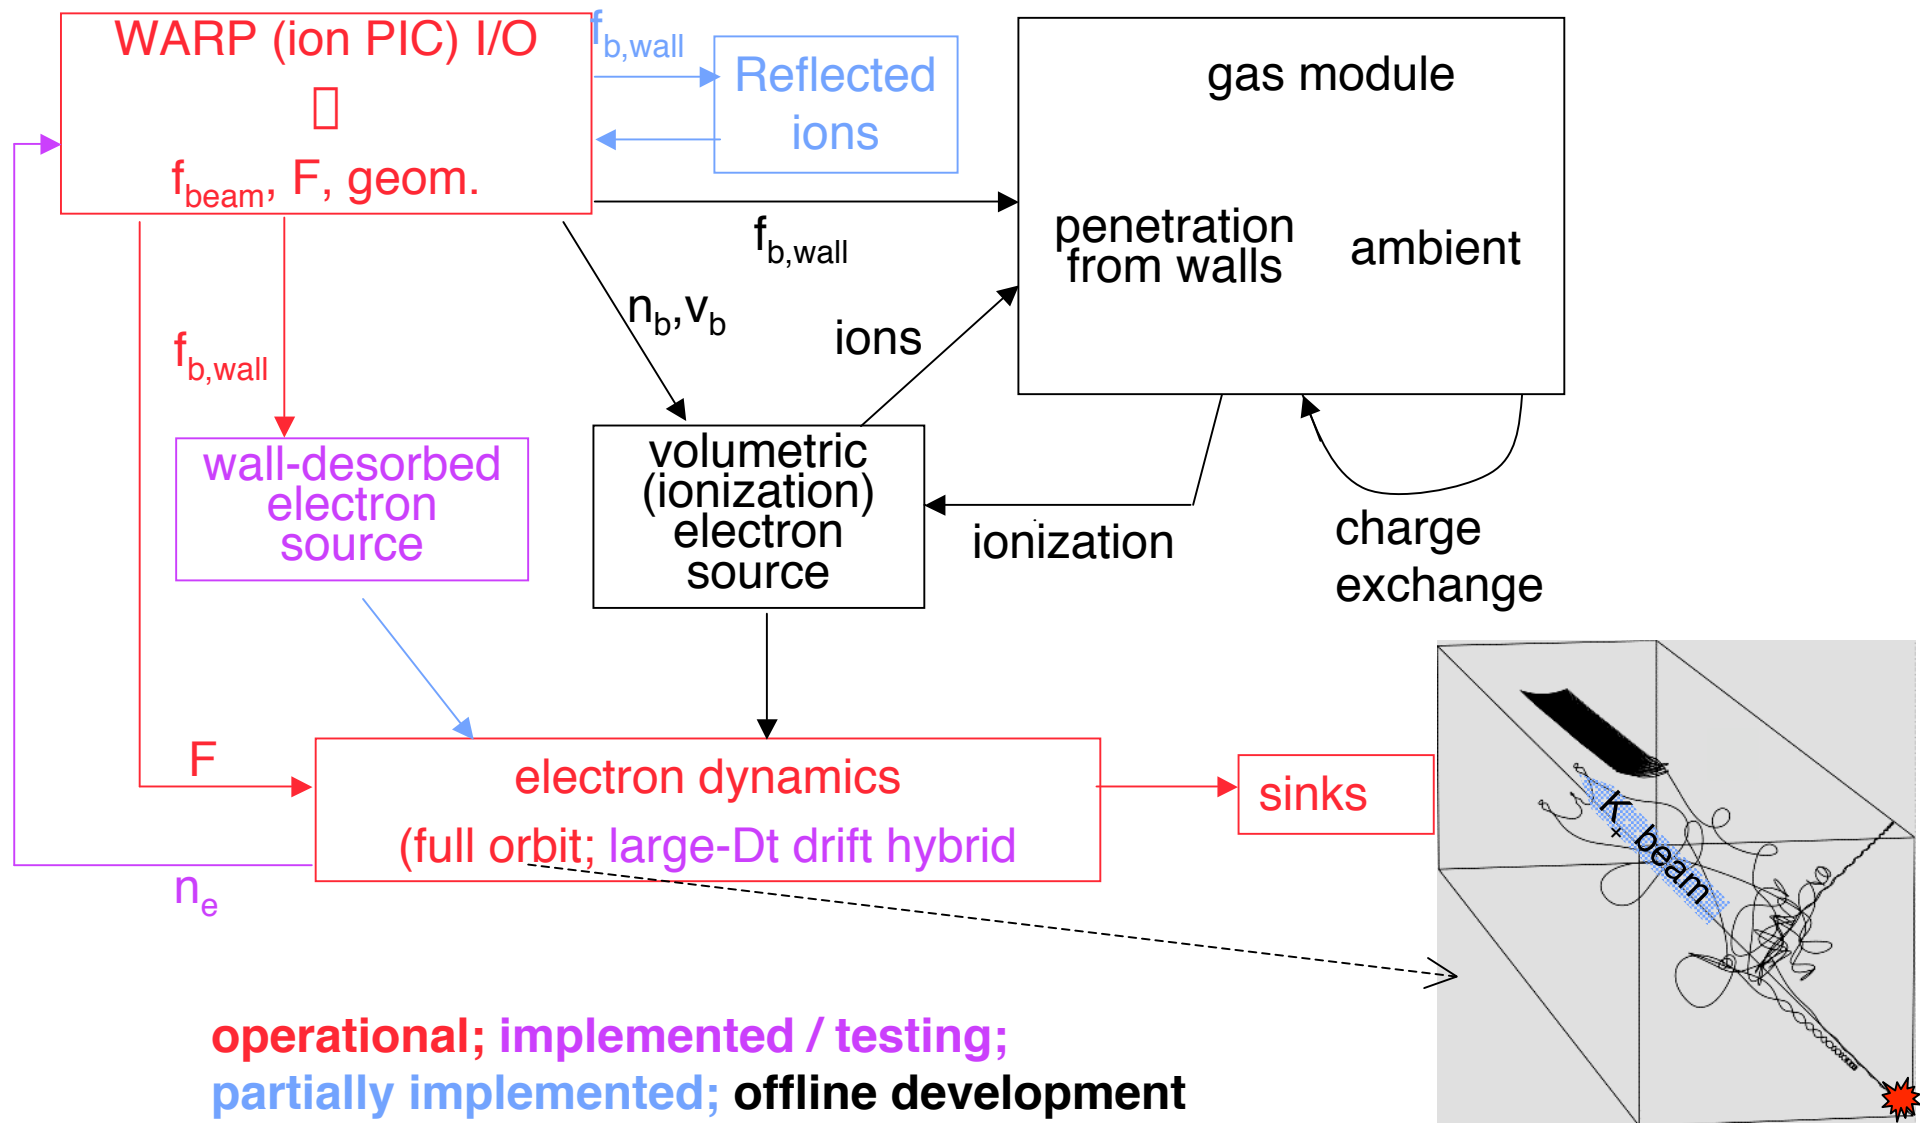 WARP (ion PIC) I/O
f_b,wall
Reflected
ions
gas module
f_beam, F, geom.
penetration
from walls
ambient
f_b,wall
n_b,v_b
ions
f_b,wall
volumetric
(ionization)
electron
source
wall-desorbed
electron
source
ionization
charge
exchange
F
electron dynamics
(full orbit; large-Dt drift hybrid
sinks
n_e
K+ beam
operational; implemented / testing;
partially implemented; offline development